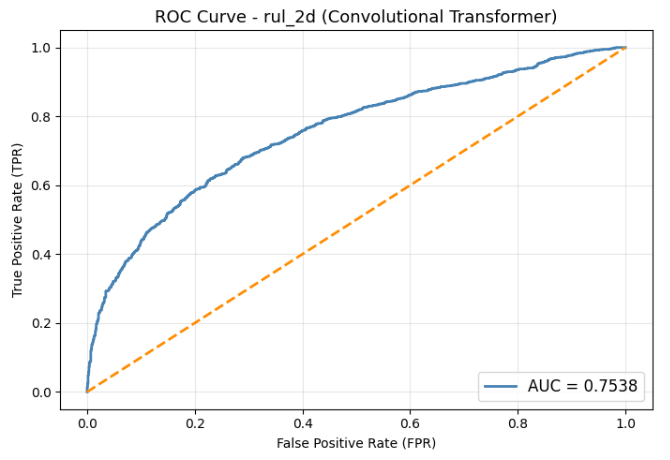 ROC Curve - rul_2d (Convolutional Transformer)
True Positive Rate (TPR)
1.0
0.8
0.6
0.4
0.2
0.0
AUC = 0.7538
0.0 0.2 0.4 0.6 0.8 1.0
False Positive Rate (FPR)